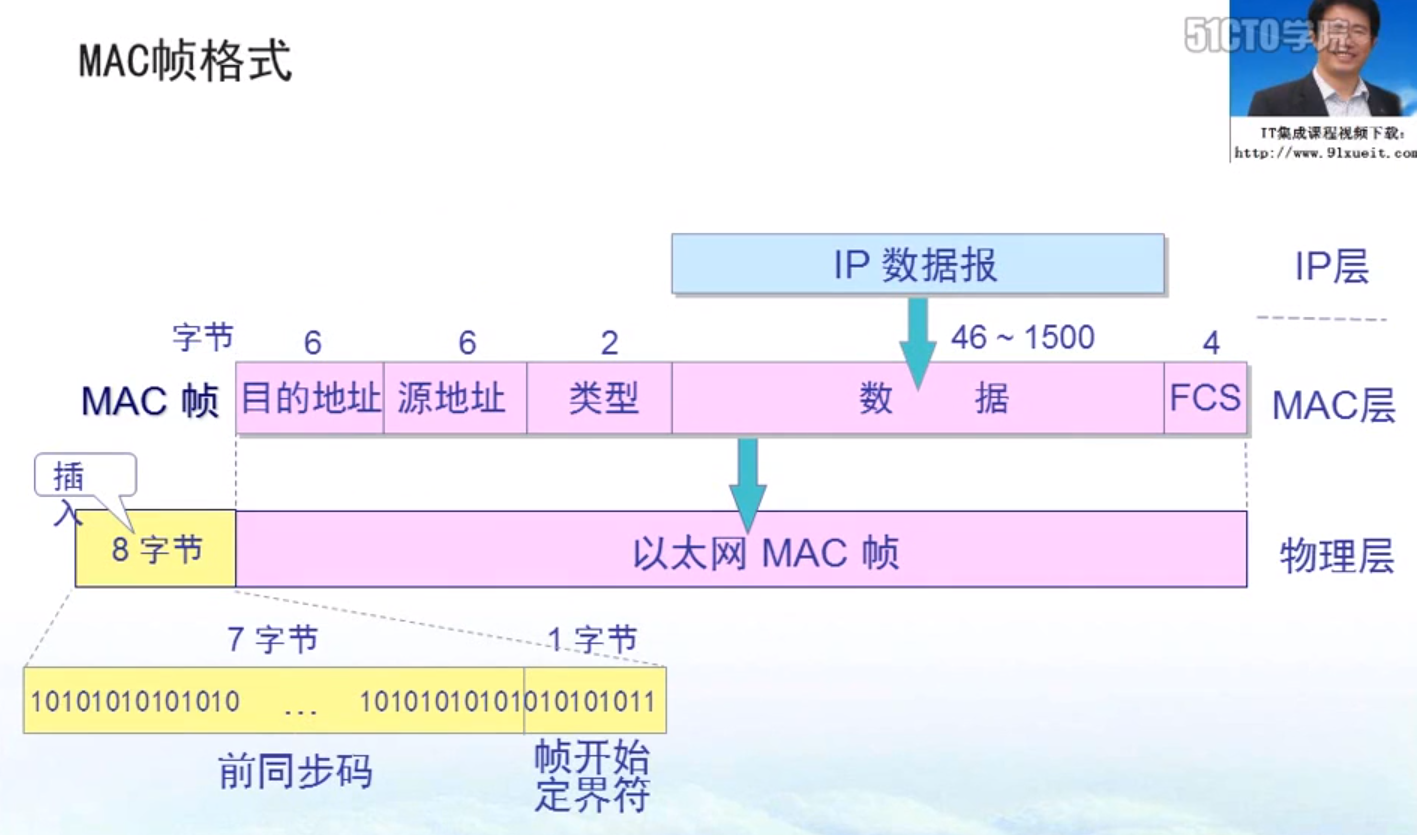 MAC帧格式
51CTO学院
IT集成课程视频下载:
http://www.91xueit.com
IP 数据报
IP层
字节
6
6
2
46 ~ 1500
4
MAC 帧
目的地址
源地址
类型
数 据
FCS
MAC层
插
入
8 字节
以太网 MAC 帧
物理层
7 字节
1 字节
10101010101010 … 10101010101010101011
前同步码
帧开始
定界符